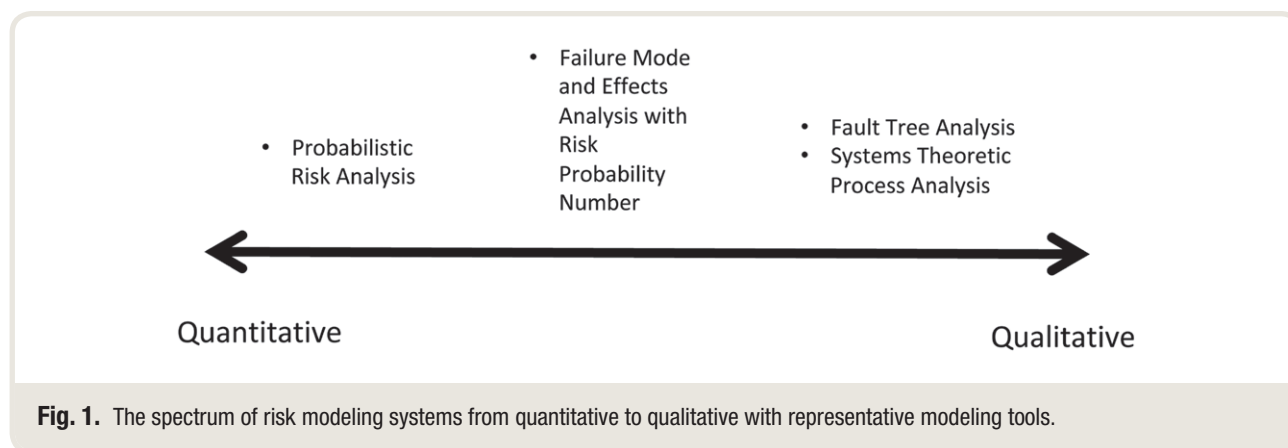 • Probabilistic
Risk Analysis
• Failure Mode
and Effects
Analysis with
Risk
Probability
Number
• Fault Tree Analysis
• Systems Theoretic
Process Analysis
Quantitative
Qualitative
Fig. 1. The spectrum of risk modeling systems from quantitative to qualitative with representative modeling tools.